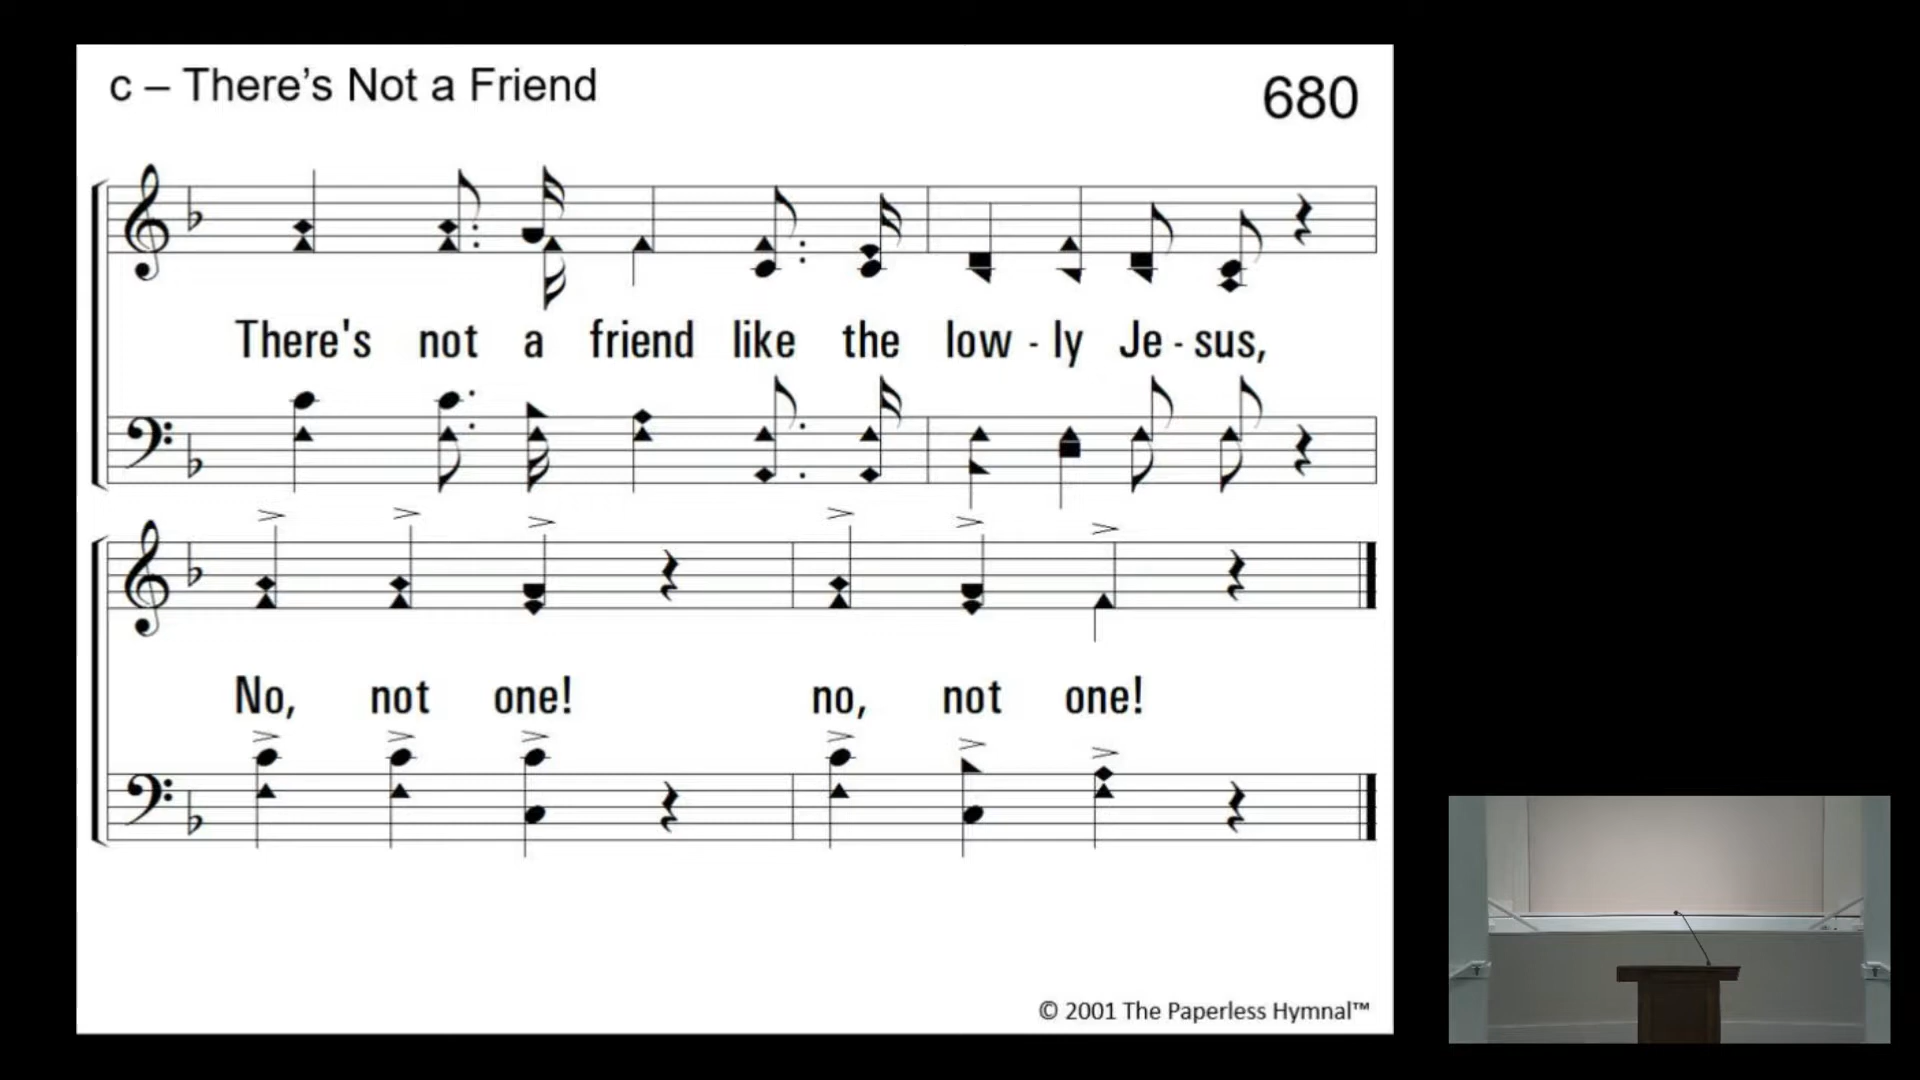 c – There's Not a Friend
680
There's not a friend like the low - ly Je - sus,
No, not one! no, not one!
© 2001 The Paperless Hymnal™